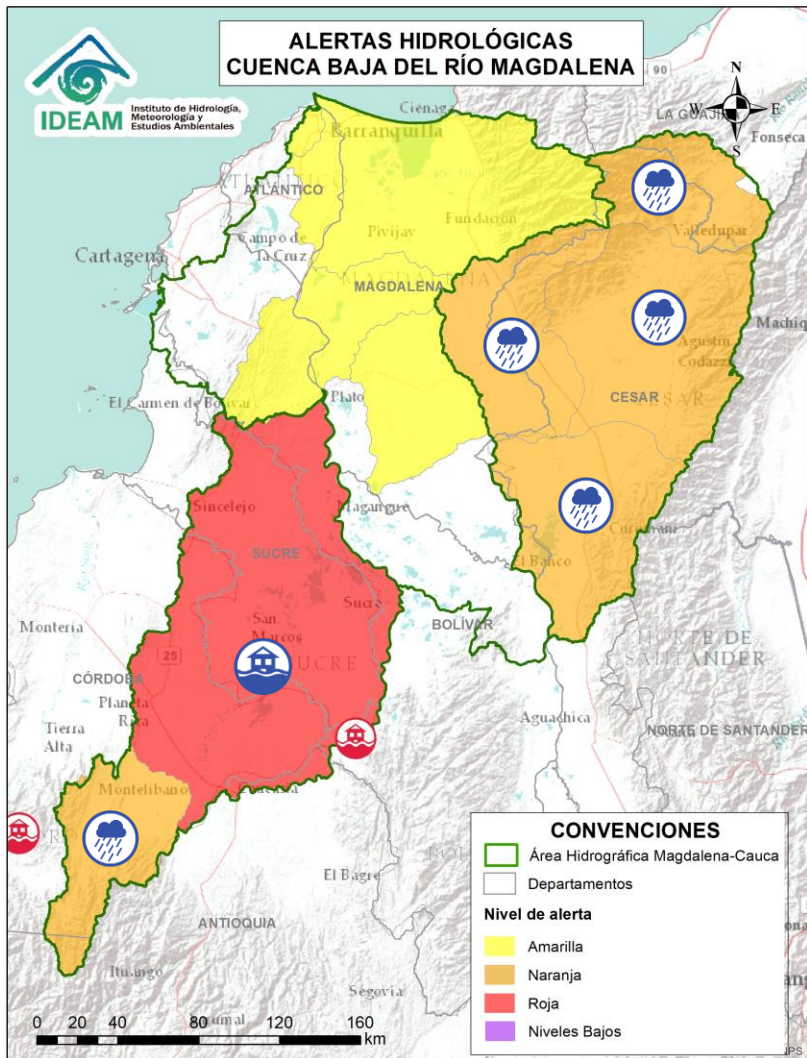 ALERTAS HIDROLÓGICAS
CUENCA BAJA DEL RÍO MAGDALENA
IDEAM
Instituto de Hidrología,
Meteorología y
Estudios Ambientales
90
N
W
E
S
Ciénaga
LA GUAJIRA
Fonseca
Barranquilla
ATLÁNTICO
Fundación
Valledupar
Pivijay
Campo de
la Cruz
Cartagena
MAGDALENA
MAGDALENA
Agustín
Codazzi
El Carmen de Bolívar
Plato
CESAR
Sincelejo
Magangué
Curumaní
SUCRE
El Banco
Sucre
BOLÍVAR
San
Marcos
Montería
SUCRE
NORTE DE
SANTANDER
25
CÓRDOBA
Planeta
Rica
Aguachica
Tierra
Alta
NORTE DE SANTANDER
Montelíbano
El Bagre
ANTIOQUIA
Ituango
Segovia
0 20 40 80 120 160
km
CONVENCIONES
Área Hidrográfica Magdalena-Cauca
Departamentos
Nivel de alerta
Amarilla
Naranja
Roja
Niveles Bajos